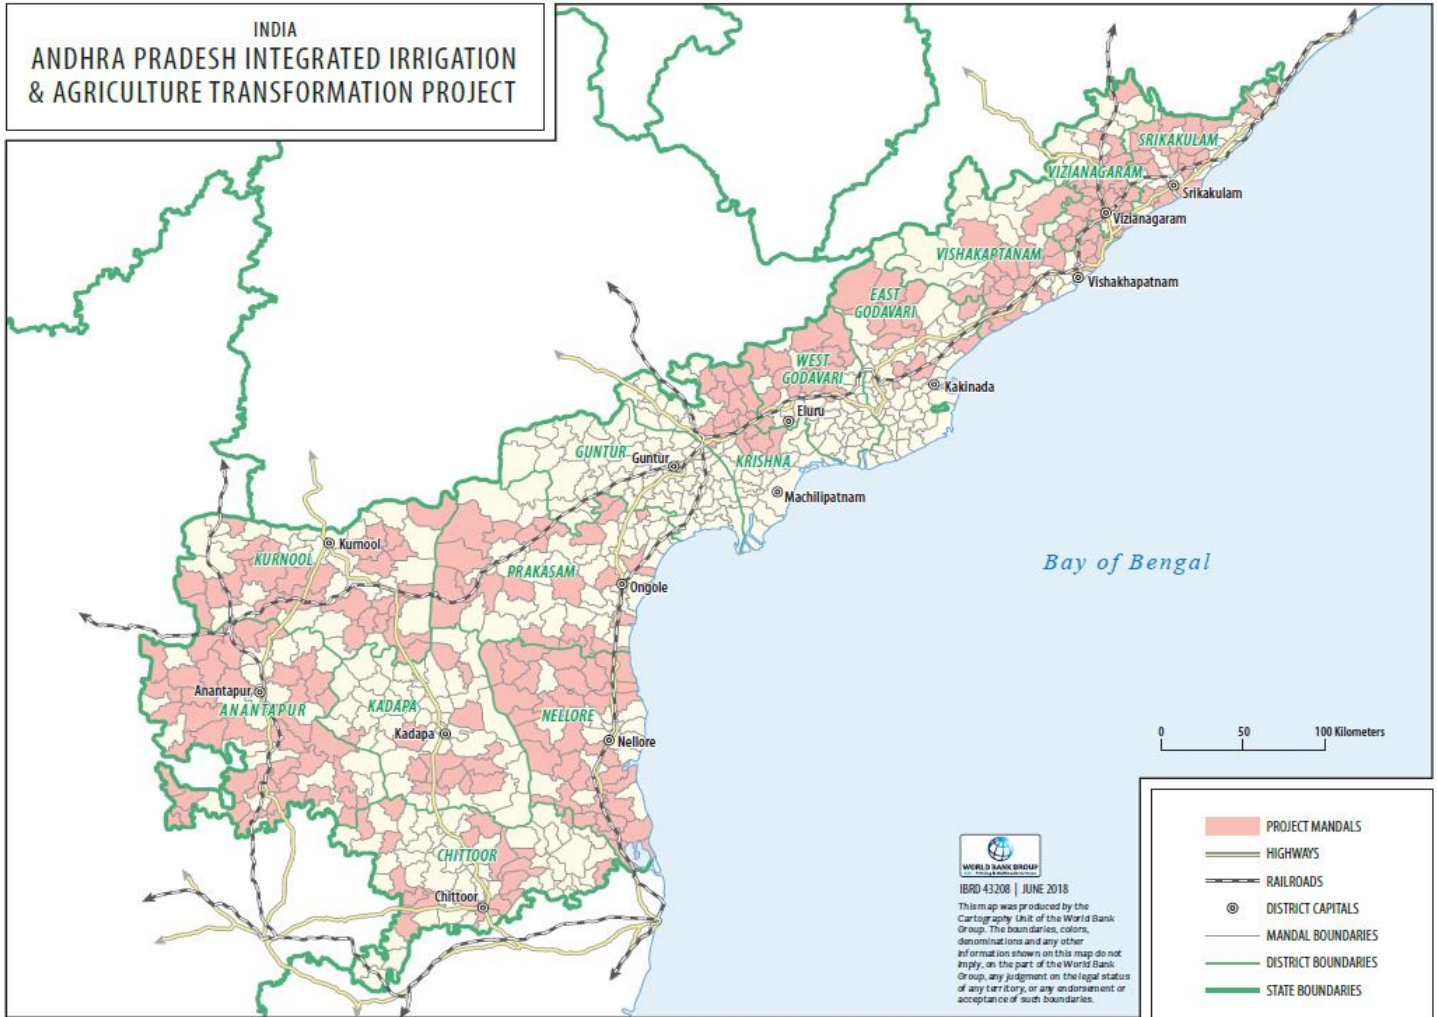 INDIA
ANDHRA PRADESH INTEGRATED IRRIGATION
& AGRICULTURE TRANSFORMATION PROJECT
SRIKAKULAM
VIZIANAGARAM
Srikakulam
Vizianagaram
VISHAKAPTANAM
Vishakhapatnam
EAST
GODAVARI
WEST
GODAVARI
Kakinada
Eluru
GUNTUR
Guntur
KRISHNA
Machilipatnam
Kurnool
KURNOOL
PRAKASAM
Ongole
Bay of Bengal
Anantapur
ANANTAPUR
KADAPA
Kadapa
NELLORE
Nellore
CHITTOOR
Chittoor
0 50 100 Kilometers
PROJECT MANDALS
HIGHWAYS
RAILROADS
DISTRICT CAPITALS
MANDAL BOUNDARIES
DISTRICT BOUNDARIES
STATE BOUNDARIES
WORLD BANK GROUP
IBRD 43208 | JUNE 2018
This map was produced by the
Cartography Unit of the World Bank
Group. The boundaries, colors,
denominations and any other
information shown on this map do not
imply, on the part of the World Bank
Group, any judgment on the legal status
of any territory, or any endorsement or
acceptance of such boundaries.